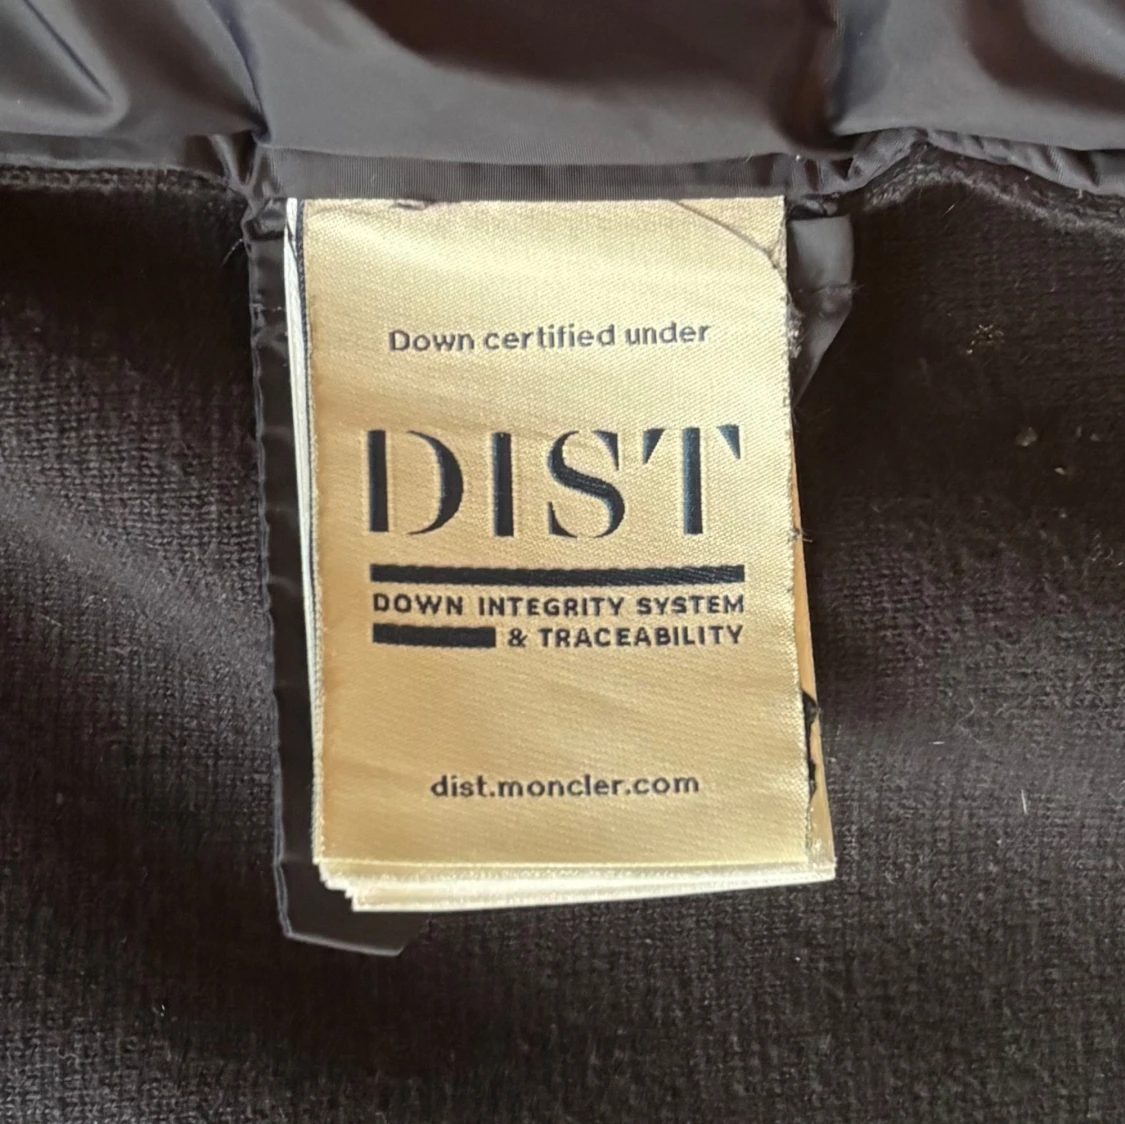 Down certified under
DIST
DOWN INTEGRITY SYSTEM
& TRACEABILITY
dist.moncler.com